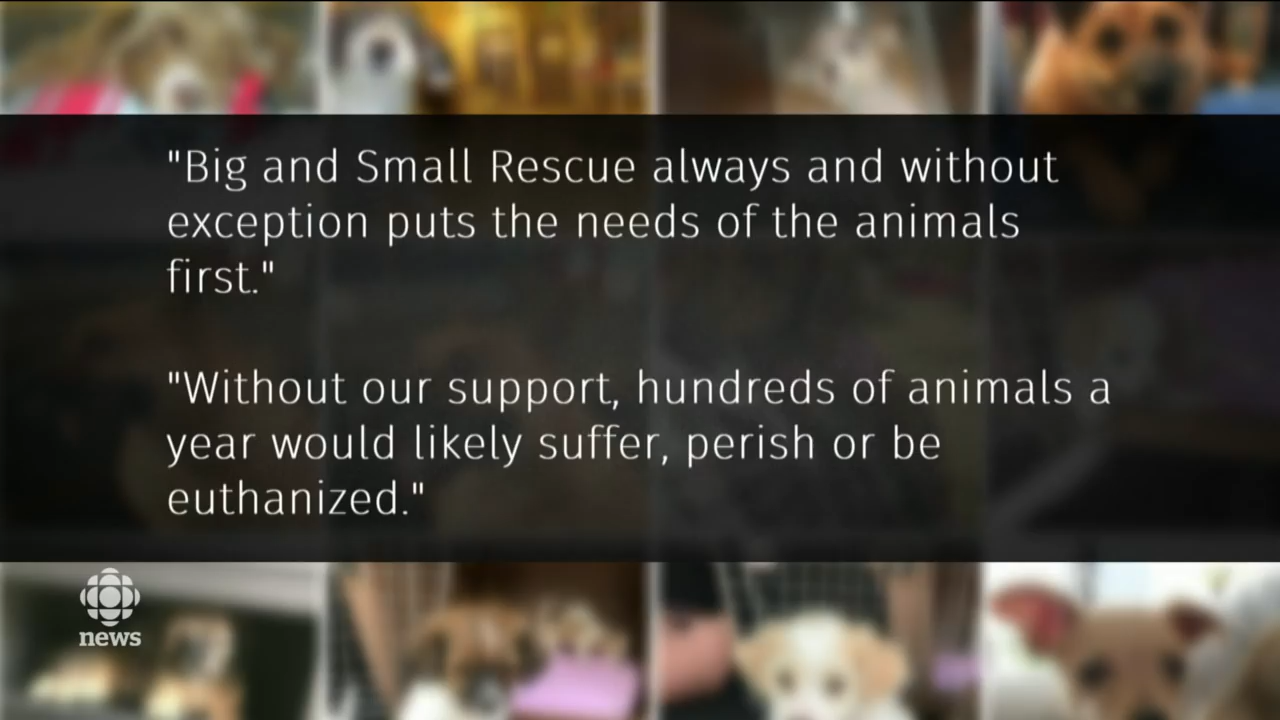 "Big and Small Rescue always and without
exception puts the needs of the animals
first."
"Without our support, hundreds of animals a
year would likely suffer, perish or be
euthanized."
news